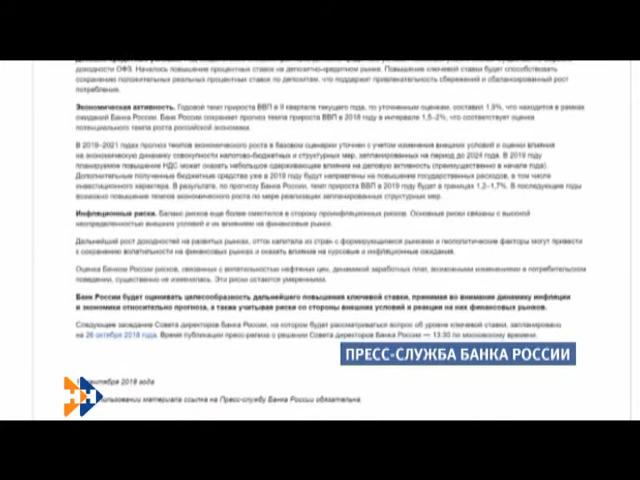 доходности ОФЗ. Началось повышение процентных ставок на депозитно-кредитном рынке. Повышение ключевой ставки будет способствовать
сохранению положительных реальных процентных ставок по депозитам, что поддержит привлекательность сбережений и сбалансированный рост
потребления.
Экономическая активность. Годовой темп прироста ВВП в II квартале текущего года, по уточненным оценкам, составил 1,9%, что находится в рамках
ожиданий Банка России. Банк России сохраняет прогноз темпа прироста ВВП в 2018 году в интервале 1,5–2%, что соответствует оценкам
потенциального темпа роста российской экономики.
В 2019–2021 годах прогноз темпов экономического роста в базовом сценарии уточнен с учетом изменения внешних условий и оценки влияния
на экономическую динамику совокупности налогово-бюджетных и структурных мер, запланированных на период до 2024 года. В 2019 году
планируемое повышение НДС может оказать небольшое сдерживающее влияние на деловую активность (преимущественно в начале года).
Дополнительные полученные бюджетные средства уже в 2019 году будут направлены на повышение государственных расходов, в том числе
инвестиционного характера. В результате, по прогнозу Банка России, темп прироста ВВП в 2019 году будет в границах 1,2–1,7%. В последующие годы
возможно повышение темпов экономического роста по мере реализации запланированных структурных мер.
Инфляционные риски. Баланс рисков еще более сместился в сторону проинфляционных рисков. Основные риски связаны с высокой
неопределенностью внешних условий и их влиянием на финансовые рынки.
Дальнейший рост доходностей на развитых рынках, отток капитала из стран с формирующимися рынками и геополитические факторы могут привести
к сохранению волатильности на финансовых рынках и оказать влияние на курсовые и инфляционные ожидания.
Оценка Банком России рисков, связанных с волатильностью нефтяных цен, динамикой заработных плат, возможными изменениями в потребительском
поведении, существенно не изменилась. Эти риски остаются умеренными.
Банк России будет оценивать целесообразность дальнейшего повышения ключевой ставки, принимая во внимание динамику инфляции
и экономики относительно прогноза, а также учитывая риски со стороны внешних условий и реакции на них финансовых рынков.
Следующее заседание Совета директоров Банка России, на котором будет рассматриваться вопрос об уровне ключевой ставки, запланировано
на 26 октября 2018 года. Время публикации пресс-релиза о решении Совета директоров Банка России — 13:30 по московскому времени.
ПРЕСС-СЛУЖБА БАНКА РОССИИ
сентября 2018 года
НН
использовании материала ссылка на Пресс-службу Банка России обязательна.